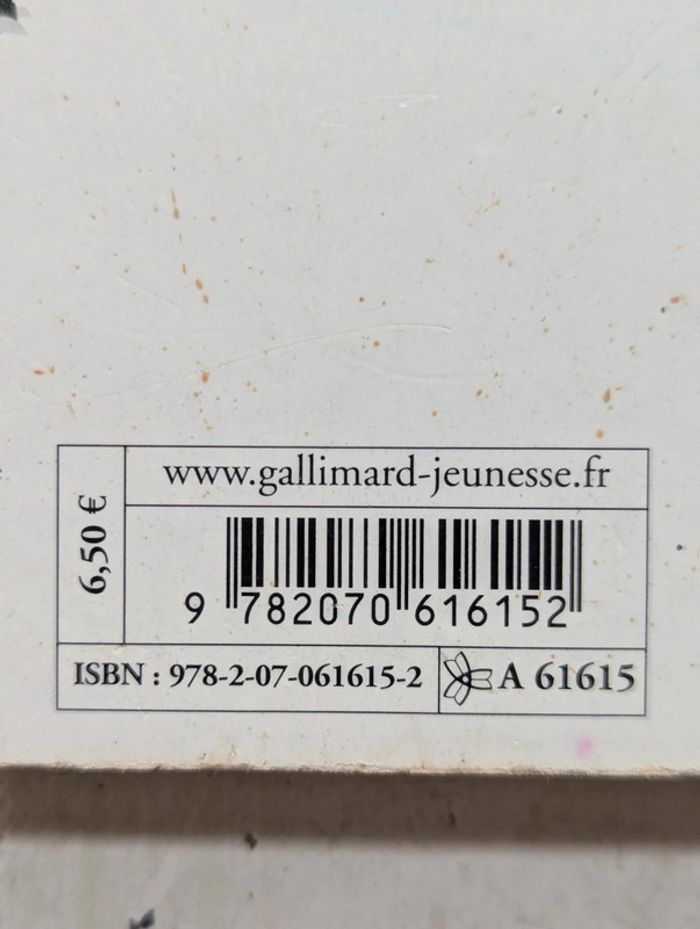 www.gallimard-jeunesse.fr
6,50 €
9 782070 616152
ISBN : 978-2-07-061615-2
A 61615